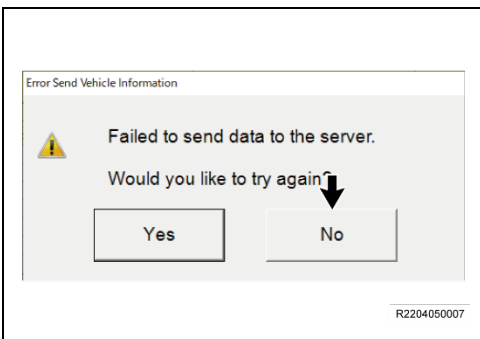 Error Send Vehicle Information
Failed to send data to the server.
Would you like to try again?
Yes
No
R2204050007